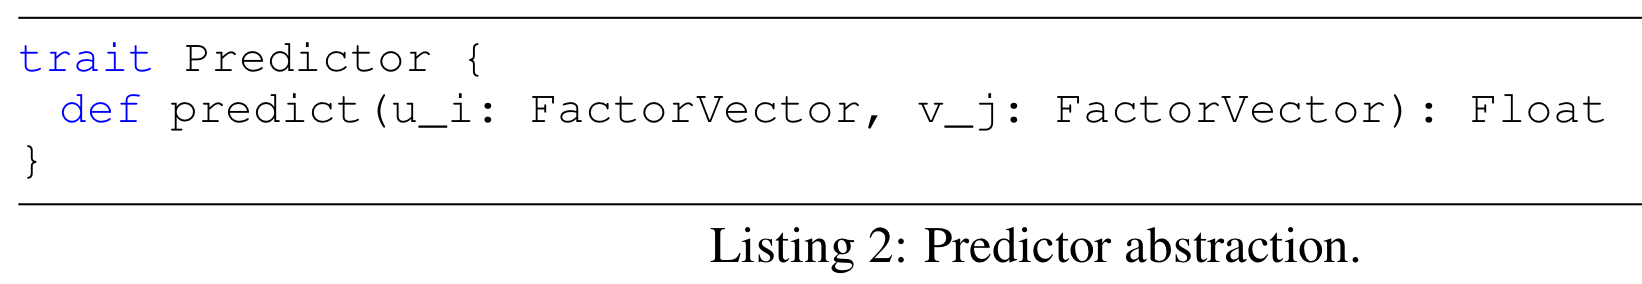 trait Predictor {
  def predict(u_i: FactorVector, v_j: FactorVector): Float
}
Listing 2: Predictor abstraction.